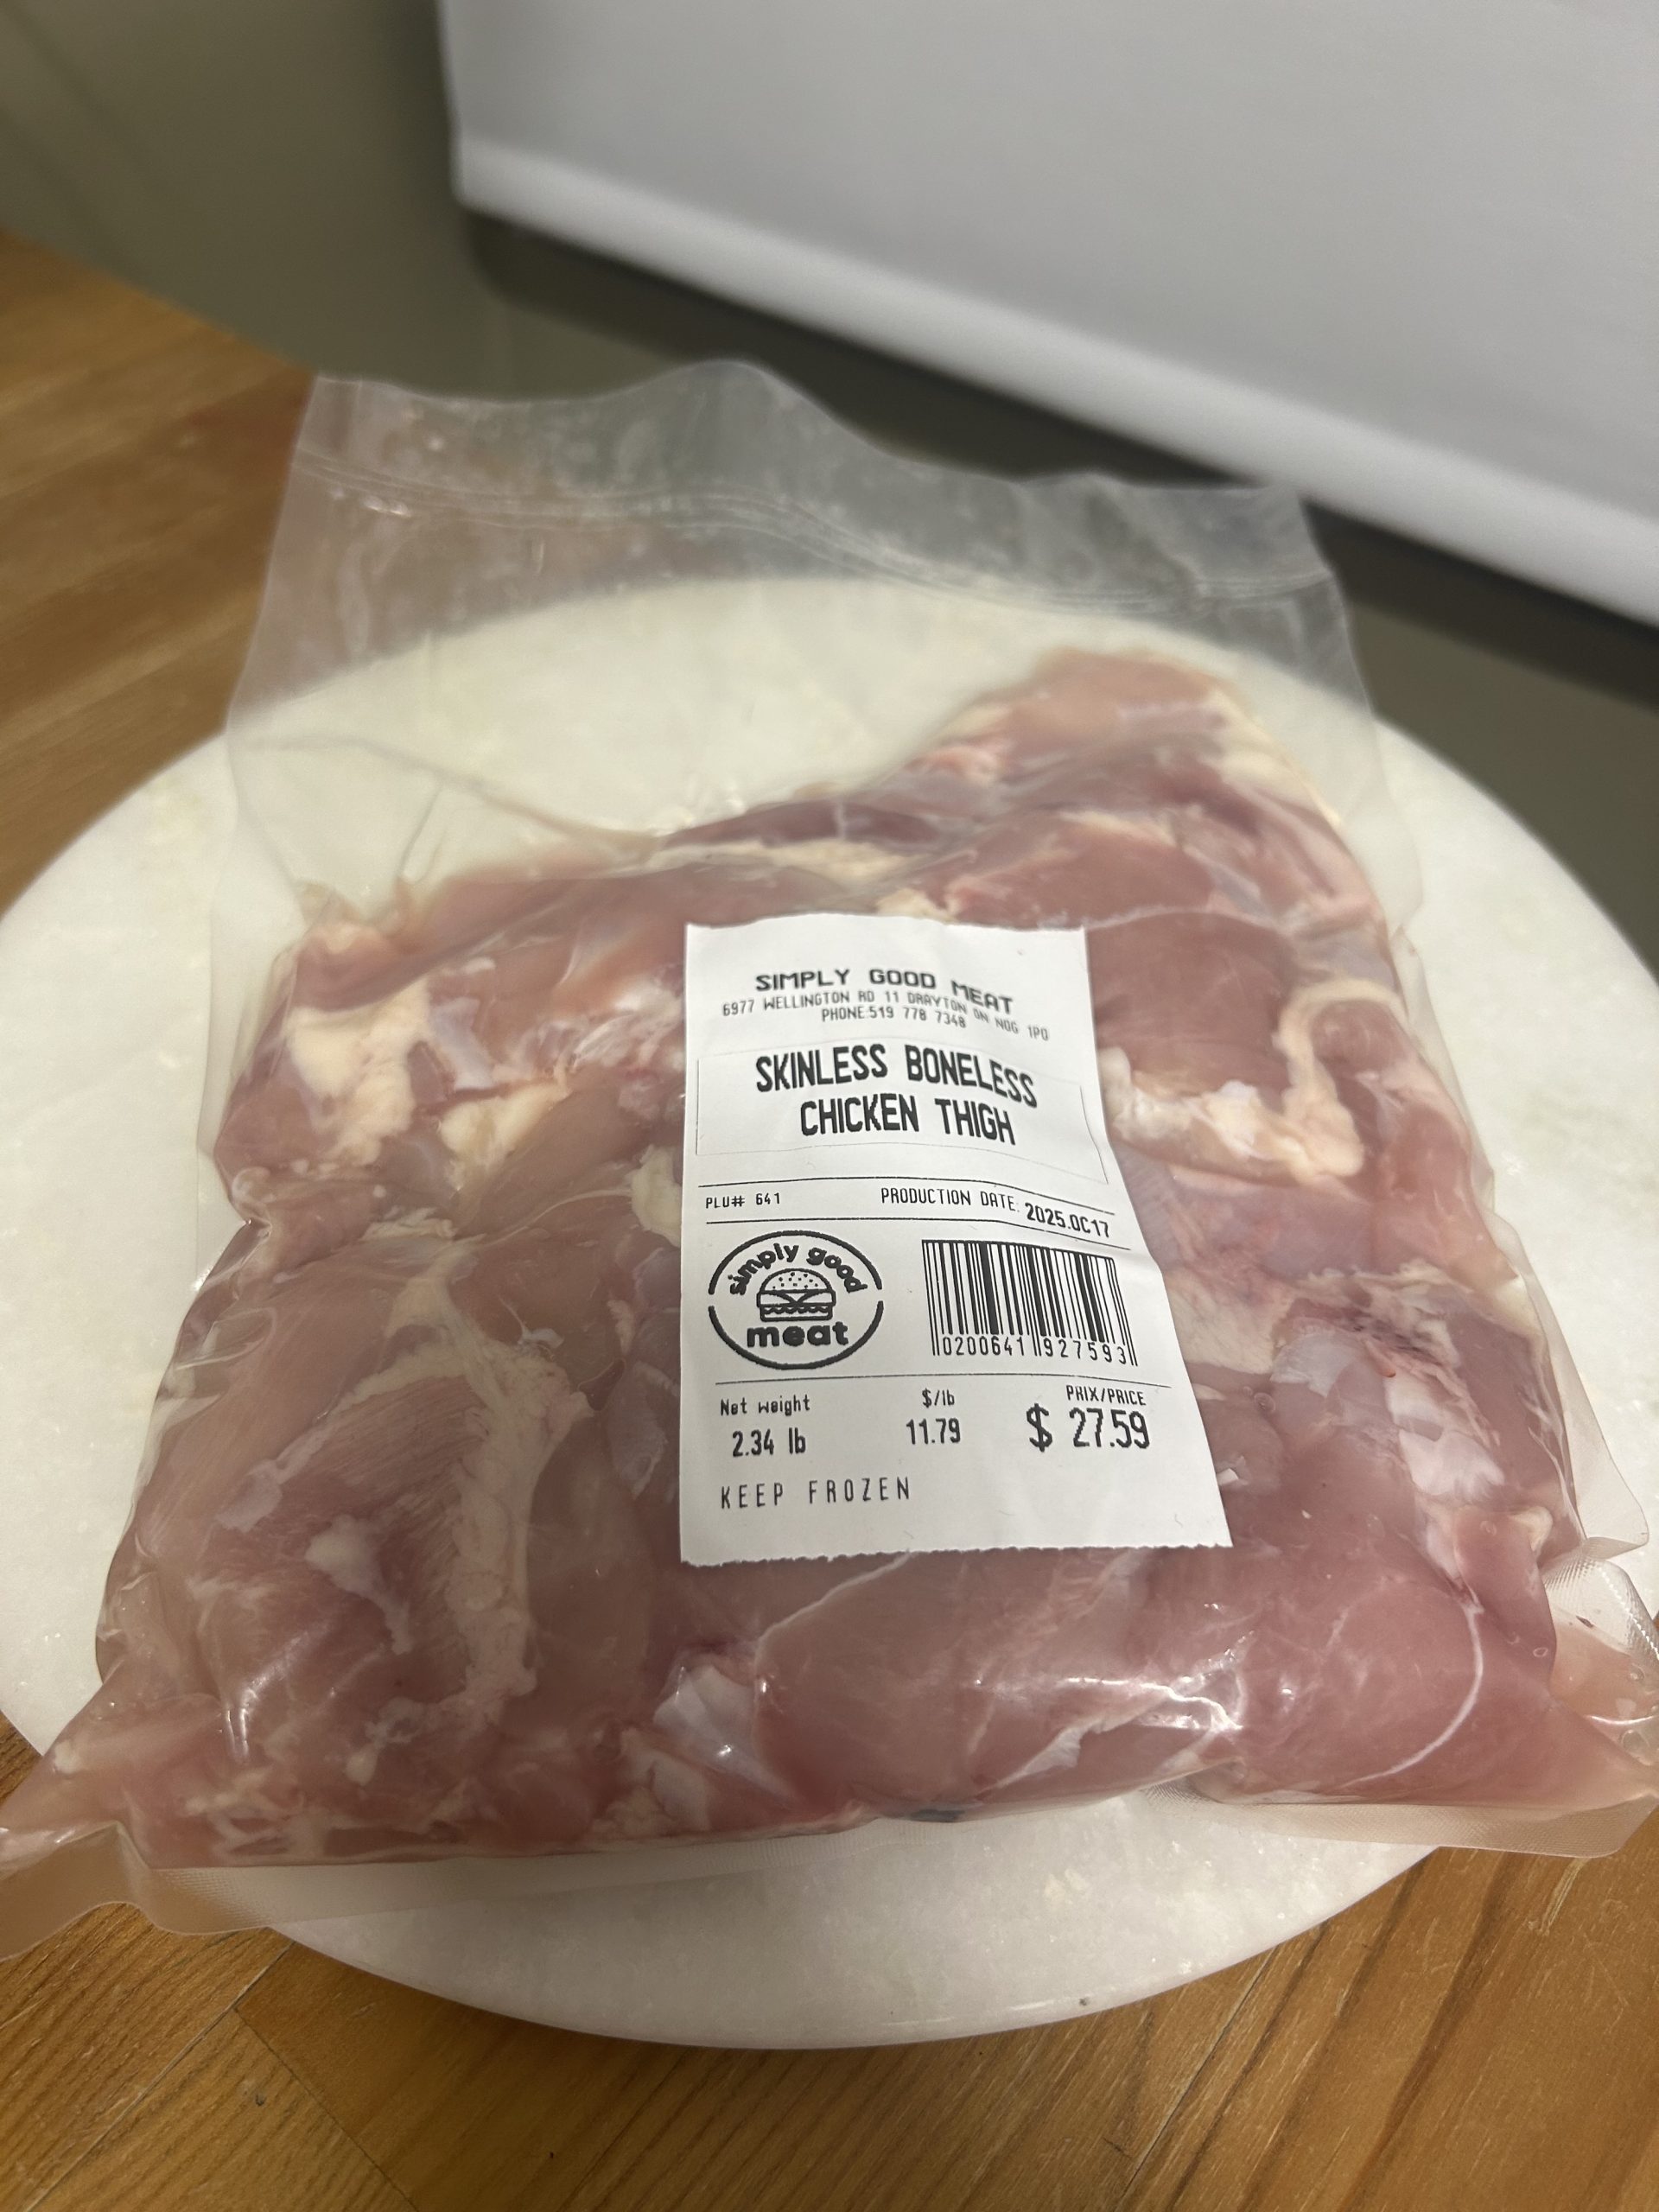 SIMPLY GOOD MEAT
6977 WELLINGTON RD 11 DRAYTON ON N0G 1P0
PHONE:519 778 7348
SKINLESS BONELESS
CHICKEN THIGH
PLU# 641
PRODUCTION DATE: 2025.OC17
simply good
meat
0200641 927593
Net weight
$/lb
PRIX/PRICE
2.34 lb
11.79
$ 27.59
KEEP FROZEN